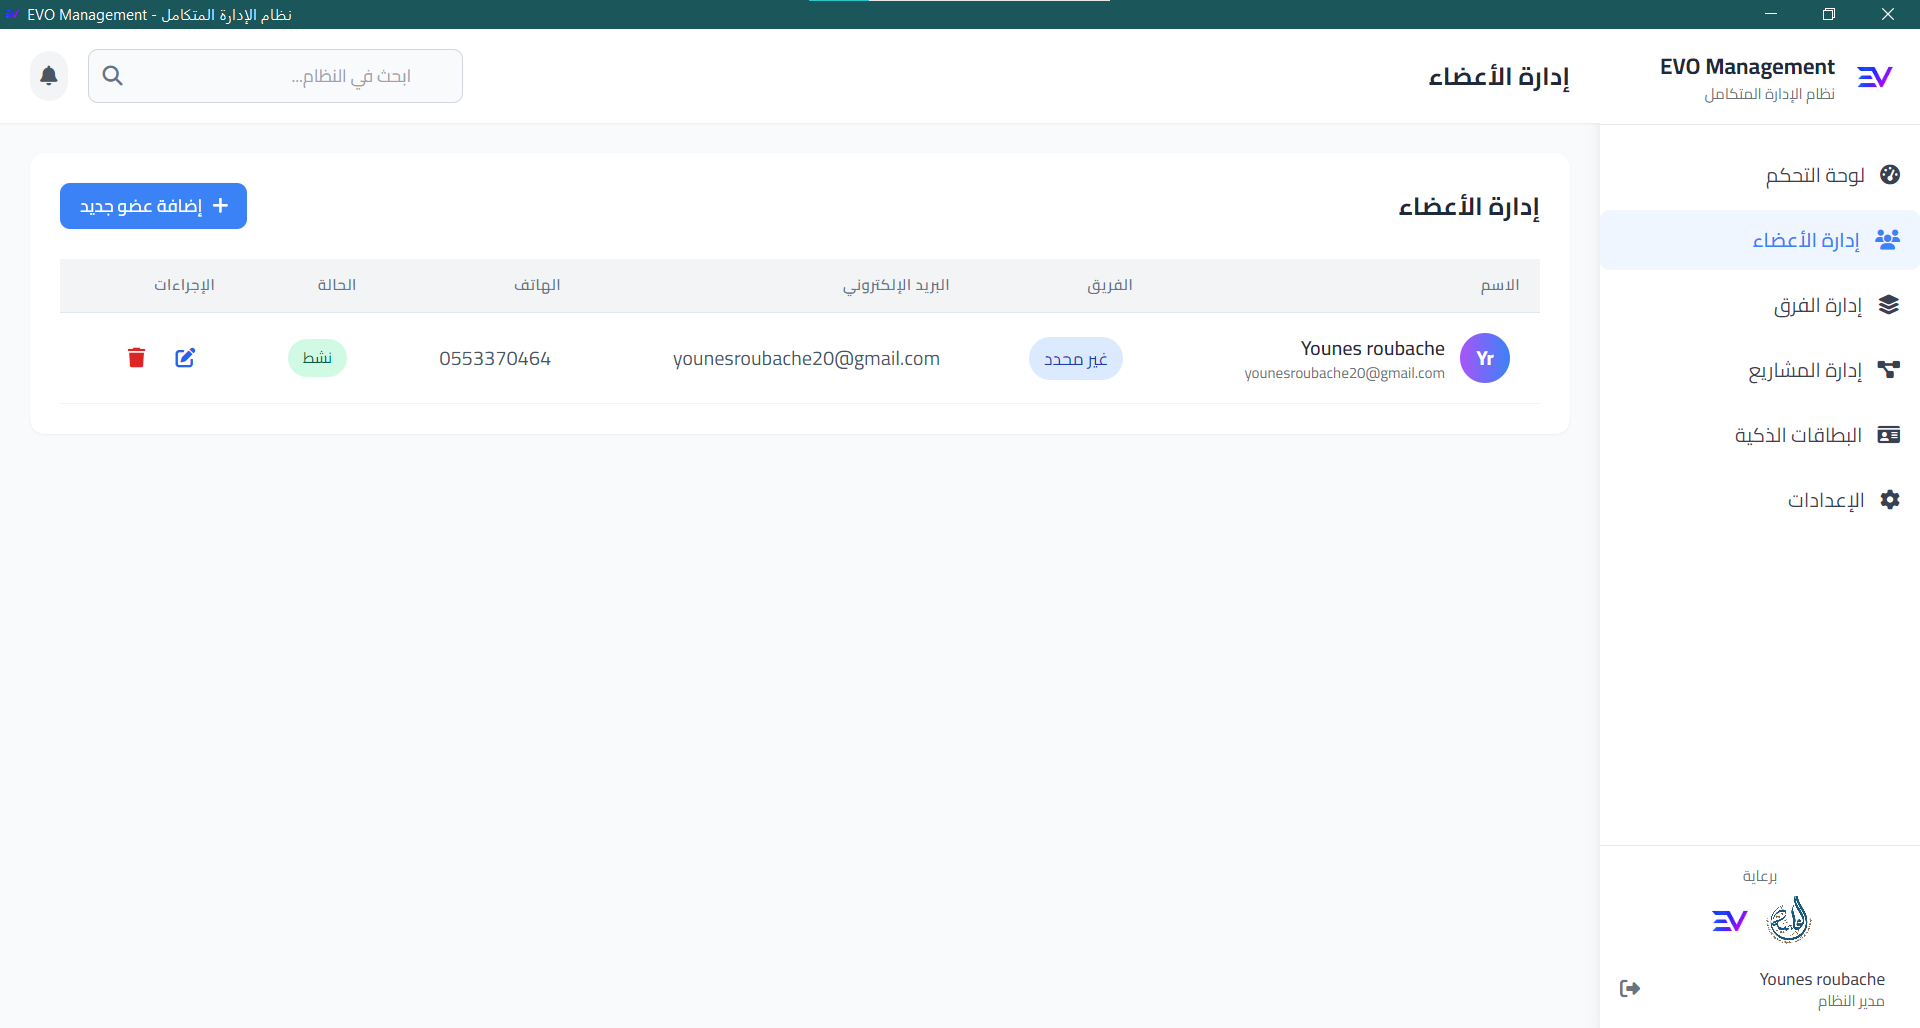 EVO Management - نظام الإدارة المتكامل
EVO Management
نظام الإدارة المتكامل
إدارة الأعضاء
ابحث في النظام...
لوحة التحكم
إدارة الأعضاء
إدارة الفرق
إدارة المشاريع
البطاقات الذكية
الإعدادات
برعاية
EV
Younes roubache
مدير النظام
إدارة الأعضاء
إضافة عضو جديد
الاسم الفريق البريد الإلكتروني الهاتف الحالة الإجراءات
Yr Younes roubache
younesroubache20@gmail.com
غير محدد younesroubache20@gmail.com 0553370464 نشط